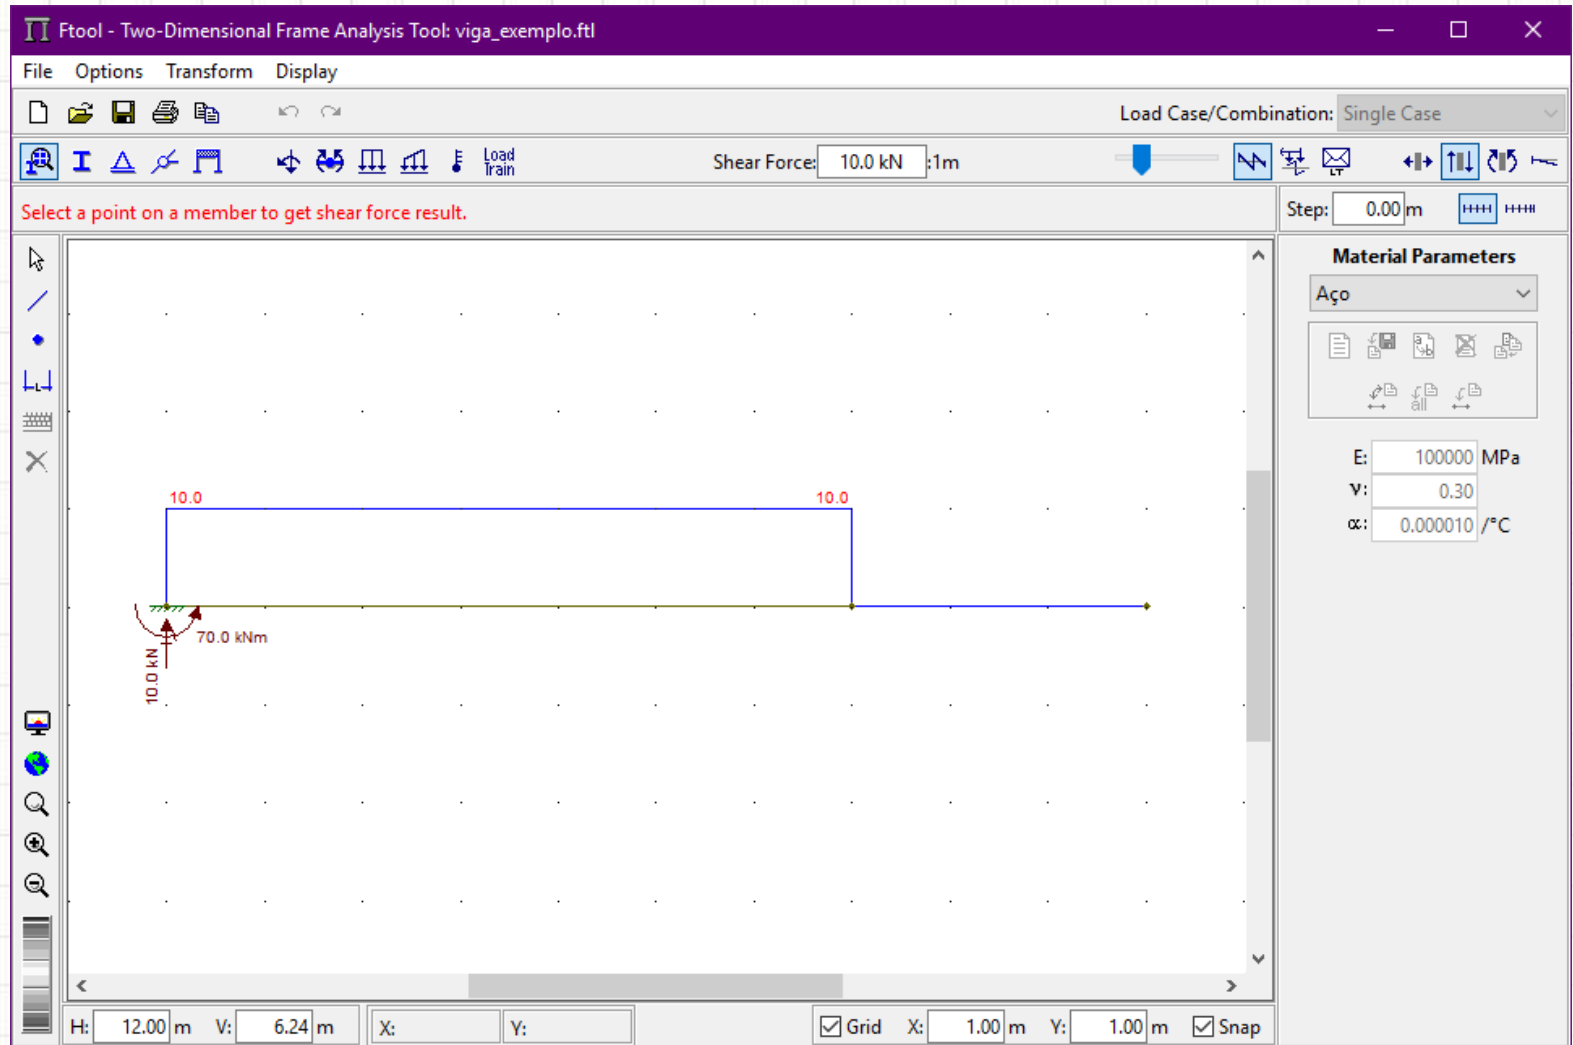 Ftool - Two-Dimensional Frame Analysis Tool: viga_exemplo.ftl
File Options Transform Display
Load Case/Combination: Single Case
Load Train
Shear Force: 10.0 kN :1m
LT
Select a point on a member to get shear force result.
Step: 0.00 m
Material Parameters
Aço
L
a b
all
E: 100000 MPa
ν: 0.30
α: 0.000010 /°C
10.0
10.0
70.0 kNm
10.0 kN
H: 12.00 m V: 6.24 m X: Y: Grid X: 1.00 m Y: 1.00 m Snap